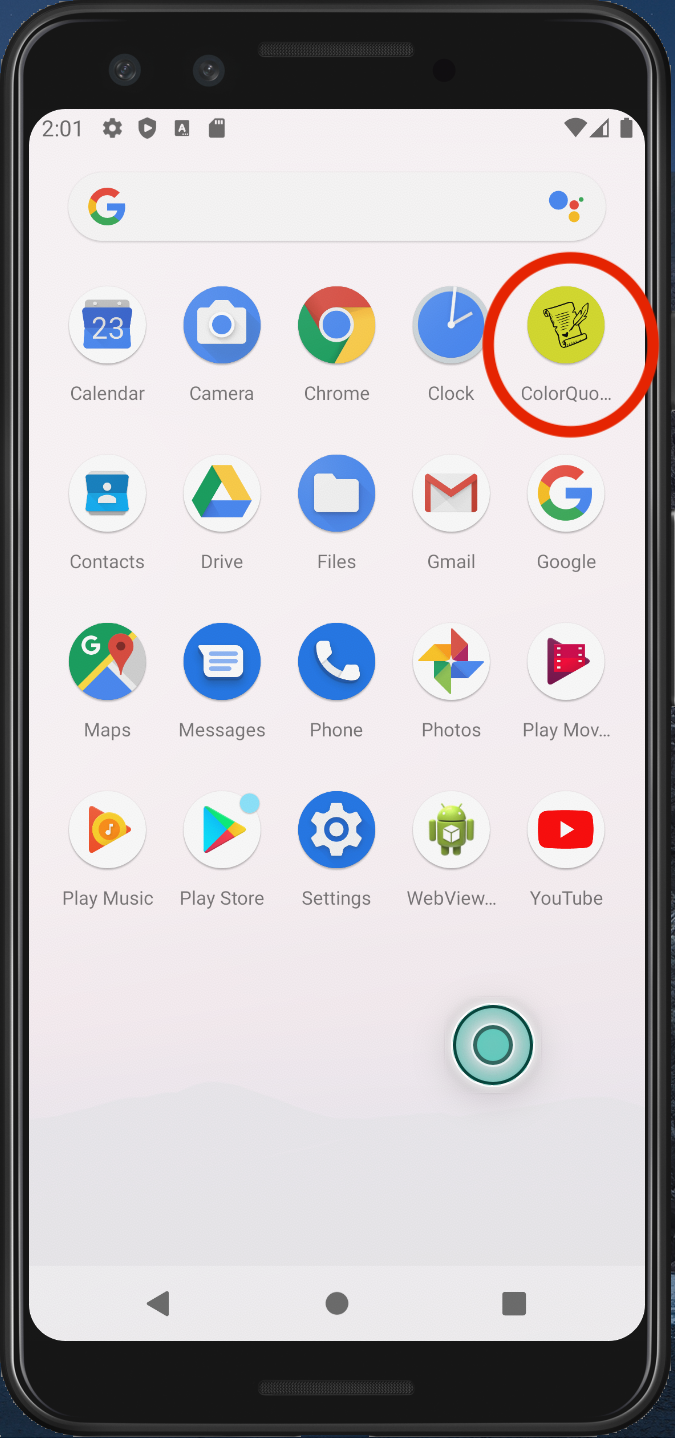 2:01
A
G
23
Calendar Camera Chrome Clock ColorQuo...
G
Contacts Drive Files Gmail Google
G
Maps Messages Phone Photos Play Mov...
Play Music Play Store Settings WebView... YouTube